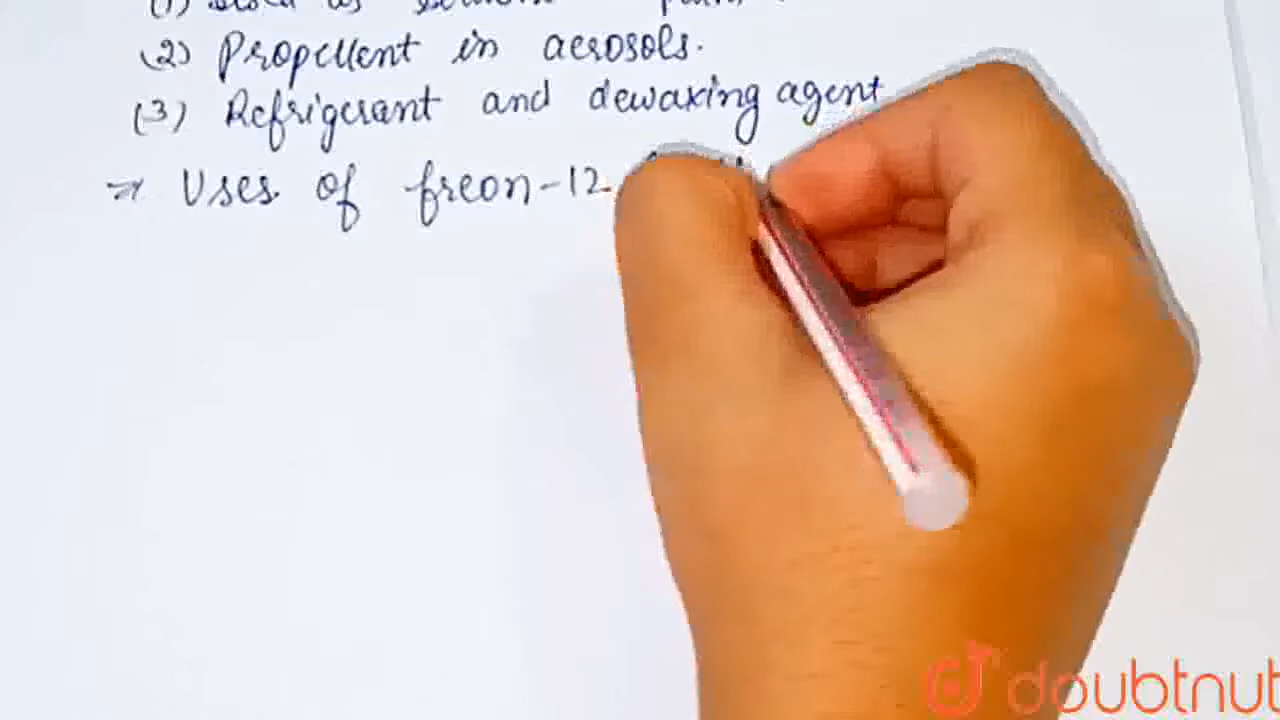 (2) Propellent in aerosols.
(3) Refrigerant and dewaxing agent
⇒ Uses of freon-12
doubtnut